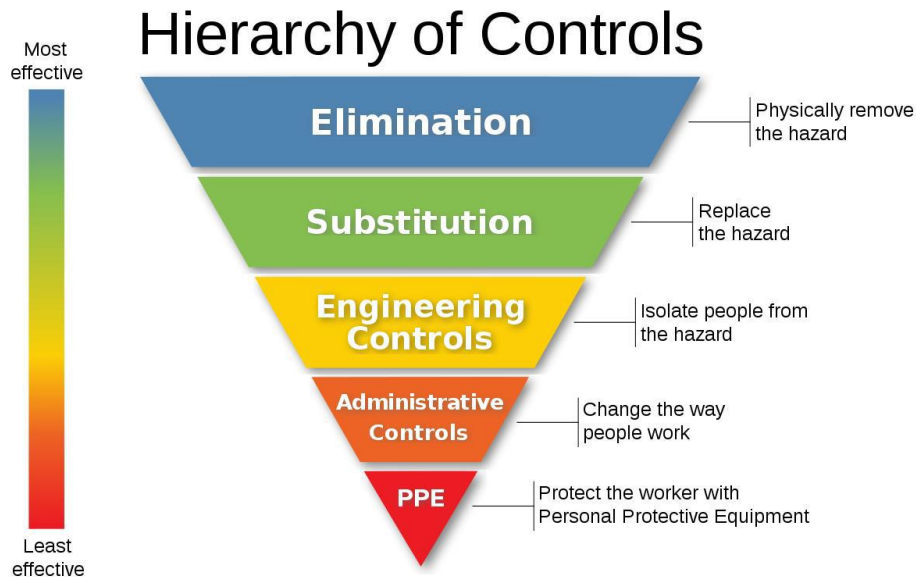 Hierarchy of Controls
Most
effective
Elimination
Physically remove
the hazard
Substitution
Replace
the hazard
Engineering
Controls
Isolate people from
the hazard
Administrative
Controls
Change the way
people work
PPE
Protect the worker with
Personal Protective Equipment
Least
effective